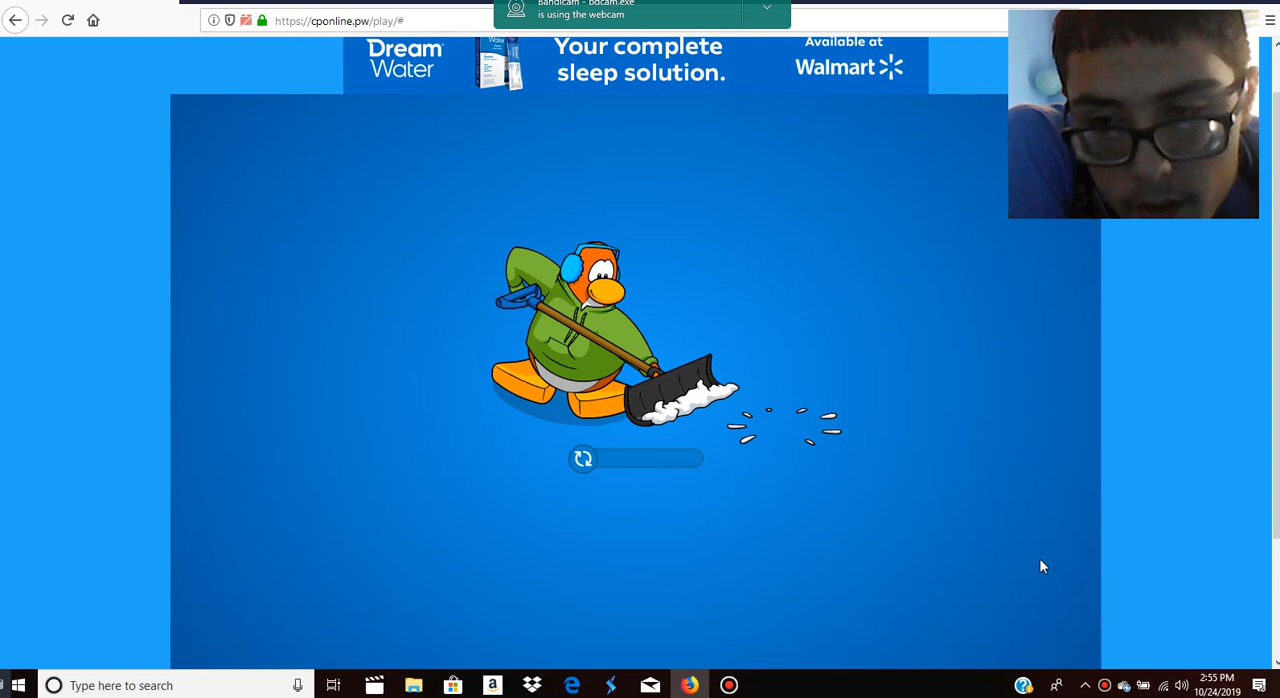 Bandicam - bdcam.exe
is using the webcam
https://cponline.pw/play/#
Dream
Water
Water
Your complete
sleep solution.
Available at
Walmart
Type here to search
a
2:55 PM
10/24/2019